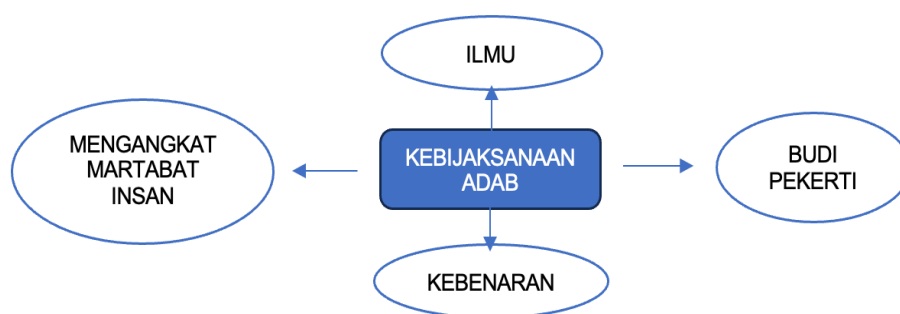 ILMU
MENGANGKAT
MARTABAT
INSAN
KEBIJAKSANAAN
ADAB
BUDI
PEKERTI
KEBENARAN